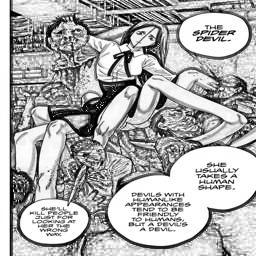 THE
SPIDER
DEVIL.
SHE
USUALLY
TAKES A
HUMAN
SHAPE.
DEVILS WITH
HUMANLIKE
APPEARANCES
TEND TO BE
FRIENDLY
TO HUMANS,
BUT A DEVIL'S
A DEVIL.
SHE'LL
KILL PEOPLE
JUST FOR
LOOKING AT
HER THE
WRONG
WAY.